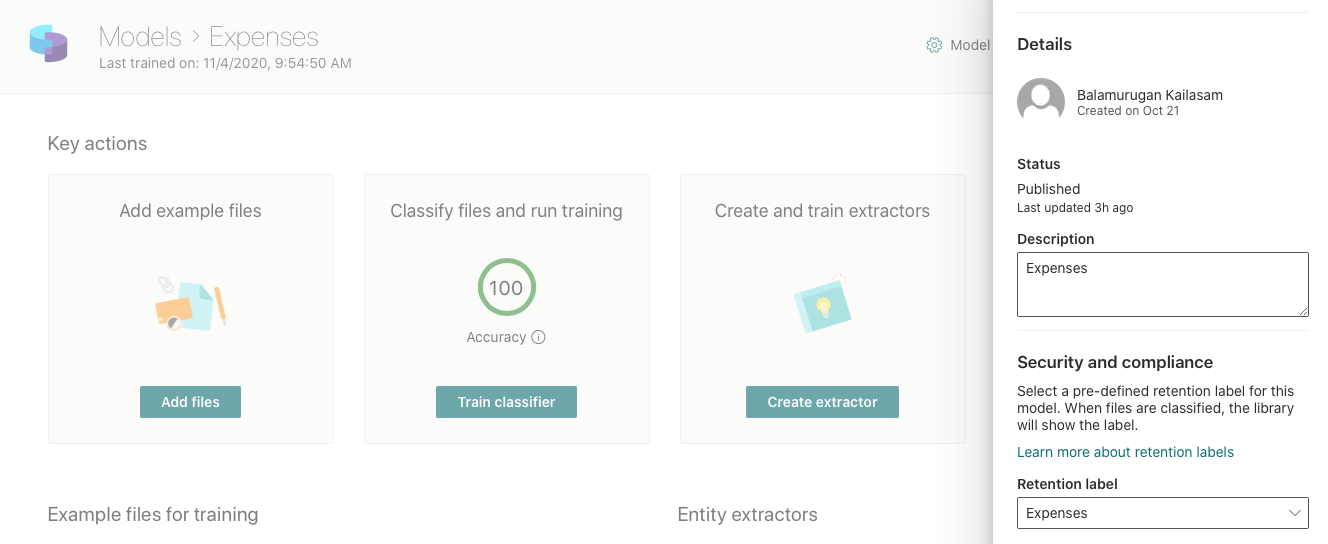 Models > Expenses
Last trained on: 11/4/2020, 9:54:50 AM
Model
Key actions
Add example files
Add files
Classify files and run training
100
Accuracy
Train classifier
Create and train extractors
Create extractor
Example files for training
Entity extractors
Details
Balamurugan Kailasam
Created on Oct 21
Status
Published
Last updated 3h ago
Description
Expenses
Security and compliance
Select a pre-defined retention label for this
model. When files are classified, the library
will show the label.
Learn more about retention labels
Retention label
Expenses